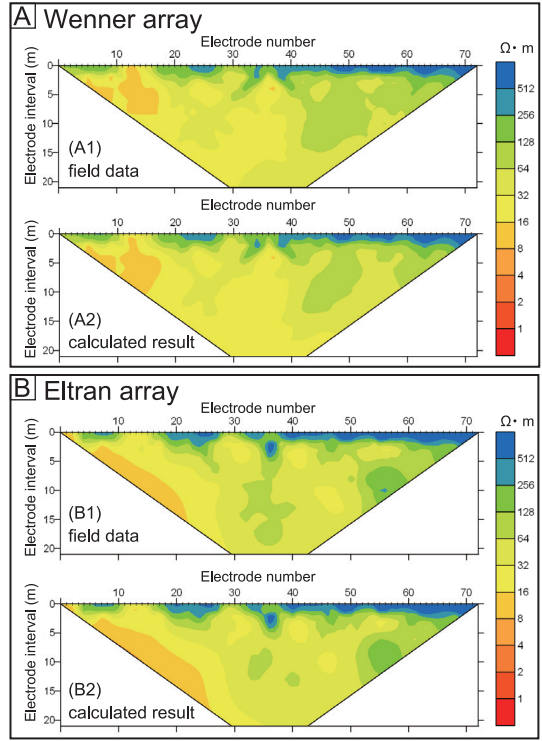 A Wenner array
Electrode number
Ω・m
0 10 20 30 40 50 60 70
Electrode interval (m)
0
5
10
15
20
(A1)
field data
512
256
128
64
32
16
8
4
2
1
Electrode number
0 10 20 30 40 50 60 70
Electrode interval (m)
0
5
10
15
20
(A2)
calculated result
B Eltran array
Electrode number
Ω・m
0 10 20 30 40 50 60 70
Electrode interval (m)
0
5
10
15
20
(B1)
field data
512
256
128
64
32
16
8
4
2
1
Electrode number
0 10 20 30 40 50 60 70
Electrode interval (m)
0
5
10
15
20
(B2)
calculated result